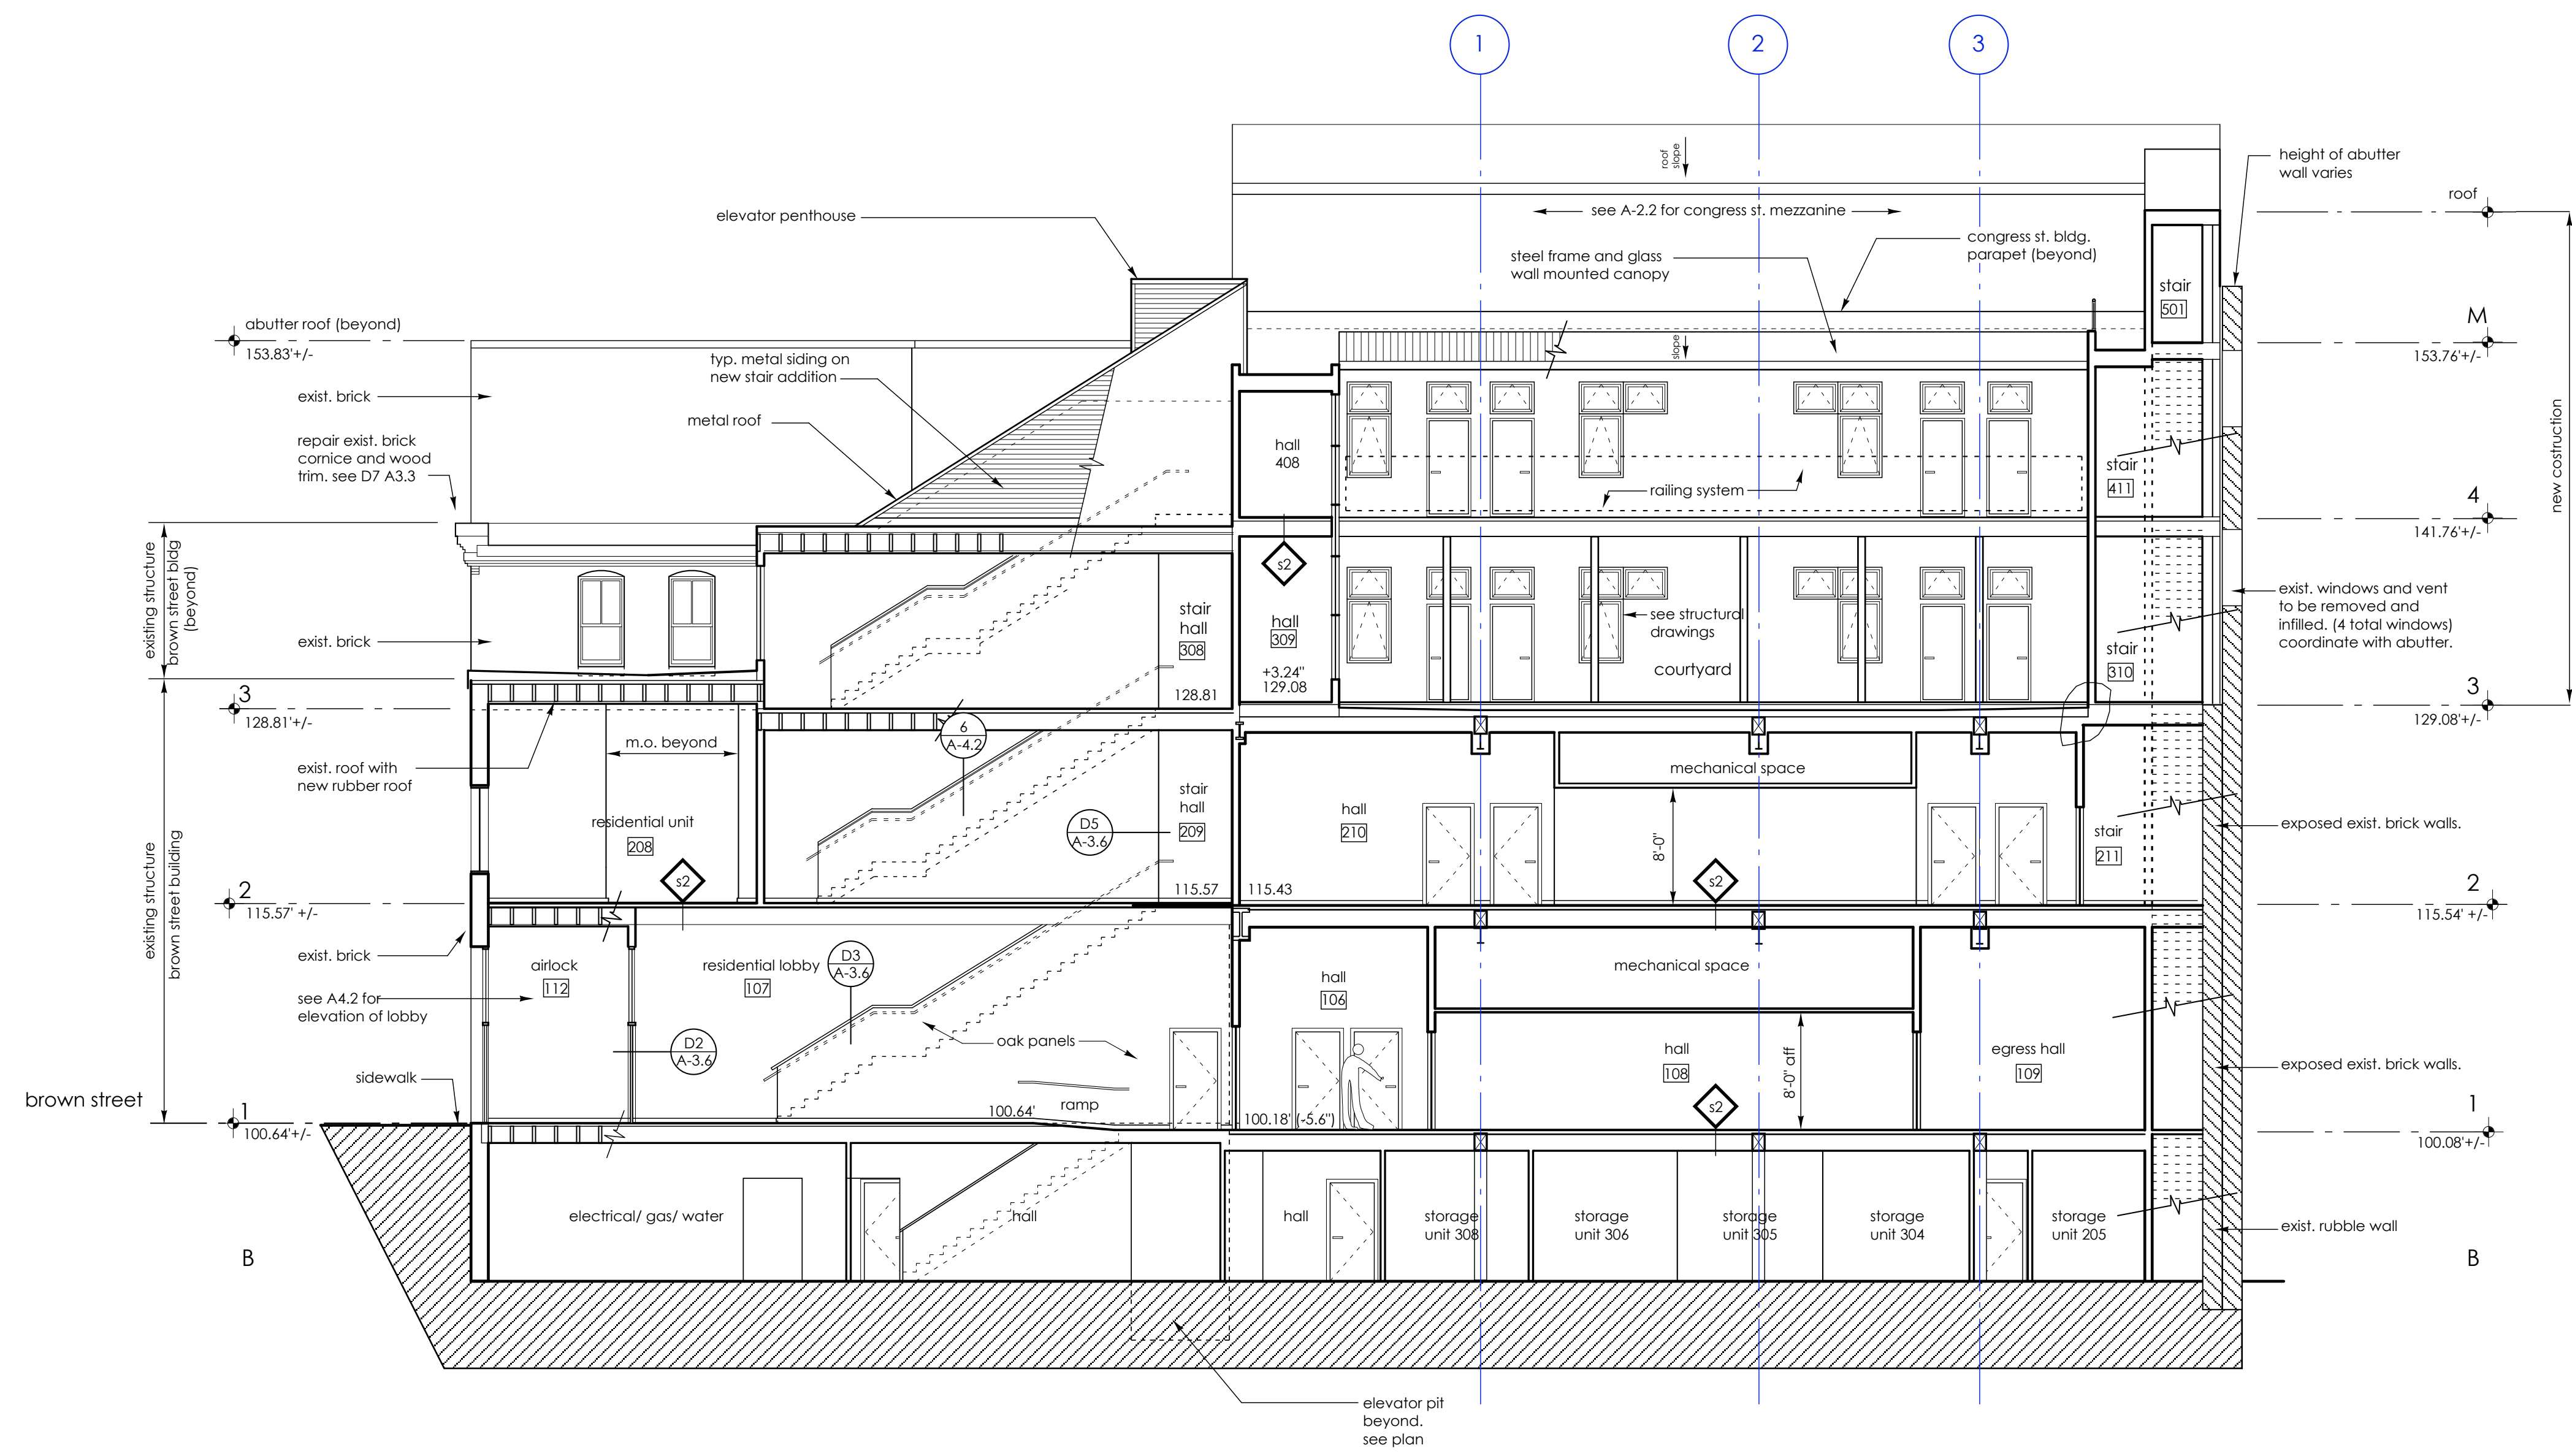 1
2
3
roof
slope
see A-2.2 for congress st. mezzanine
height of abutter
wall varies
roof
elevator penthouse
steel frame and glass
wall mounted canopy
congress st. bldg.
parapet (beyond)
stair
501
abutter roof (beyond)
153.83'+/-
typ. metal siding on
new stair addition
slope
M
153.76'+/-
exist. brick
metal roof
repair exist. brick
cornice and wood
trim. see D7 A3.3
hall
408
railing system
stair
411
new costruction
4
141.76'+/-
existing structure
brown street bldg
(beyond)
exist. brick
stair
hall
308
128.81
s2
hall
309
+3.24"
129.08
see structural
drawings
courtyard
stair
310
exist. windows and vent
to be removed and
infilled. (4 total windows)
coordinate with abutter.
3
128.81'+/-
3
129.08'+/-
6
A-4.2
m.o. beyond
exist. roof with
new rubber roof
residential unit
208
s2
D5
A-3.6
stair
hall
209
115.57
115.43
hall
210
mechanical space
8'-0"
s2
stair
211
exposed exist. brick walls.
existing structure
brown street building
2
115.57' +/-
2
115.54' +/-
exist. brick
see A4.2 for
elevation of lobby
airlock
112
residential lobby
107
D3
A-3.6
D2
A-3.6
oak panels
hall
106
mechanical space
hall
108
8'-0" aff
s2
egress hall
109
exposed exist. brick walls.
sidewalk
brown street
1
100.64'+/-
100.64'
ramp
100.18' (-5.6")
1
100.08'+/-
B
electrical/ gas/ water
hall
hall
storage
unit 308
storage
unit 306
storage
unit 305
storage
unit 304
storage
unit 205
exist. rubble wall
B
elevator pit
beyond.
see plan